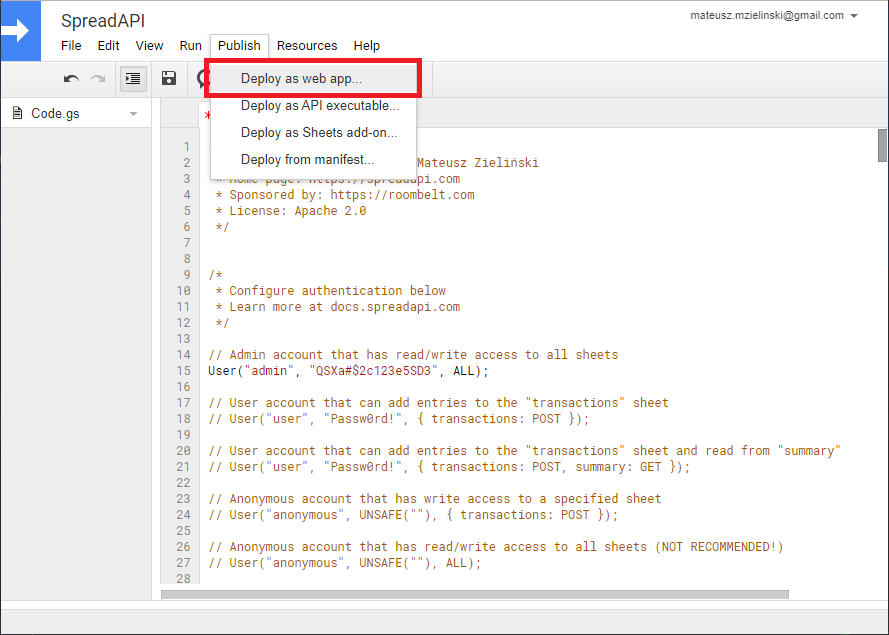 SpreadAPI
mateusz.mzielinski@gmail.com
File Edit View Run Publish Resources Help
Deploy as web app...
Deploy as API executable...
Deploy as Sheets add-on...
Deploy from manifest...
Code.gs
*
1
2 Mateusz Zieliński
3 * Home page: https://spreadapi.com
4 * Sponsored by: https://roombelt.com
5 * License: Apache 2.0
6 */
7
8
9 /*
10 * Configure authentication below
11 * Learn more at docs.spreadapi.com
12 */
13
14 // Admin account that has read/write access to all sheets
15 User("admin", "QSXa#$2c123e5SD3", ALL);
16
17 // User account that can add entries to the "transactions" sheet
18 // User("user", "Passw0rd!", { transactions: POST });
19
20 // User account that can add entries to the "transactions" sheet and read from "summary"
21 // User("user", "Passw0rd!", { transactions: POST, summary: GET });
22
23 // Anonymous account that has write access to a specified sheet
24 // User("anonymous", UNSAFE(""), { transactions: POST });
25
26 // Anonymous account that has read/write access to all sheets (NOT RECOMMENDED!)
27 // User("anonymous", UNSAFE(""), ALL);
28